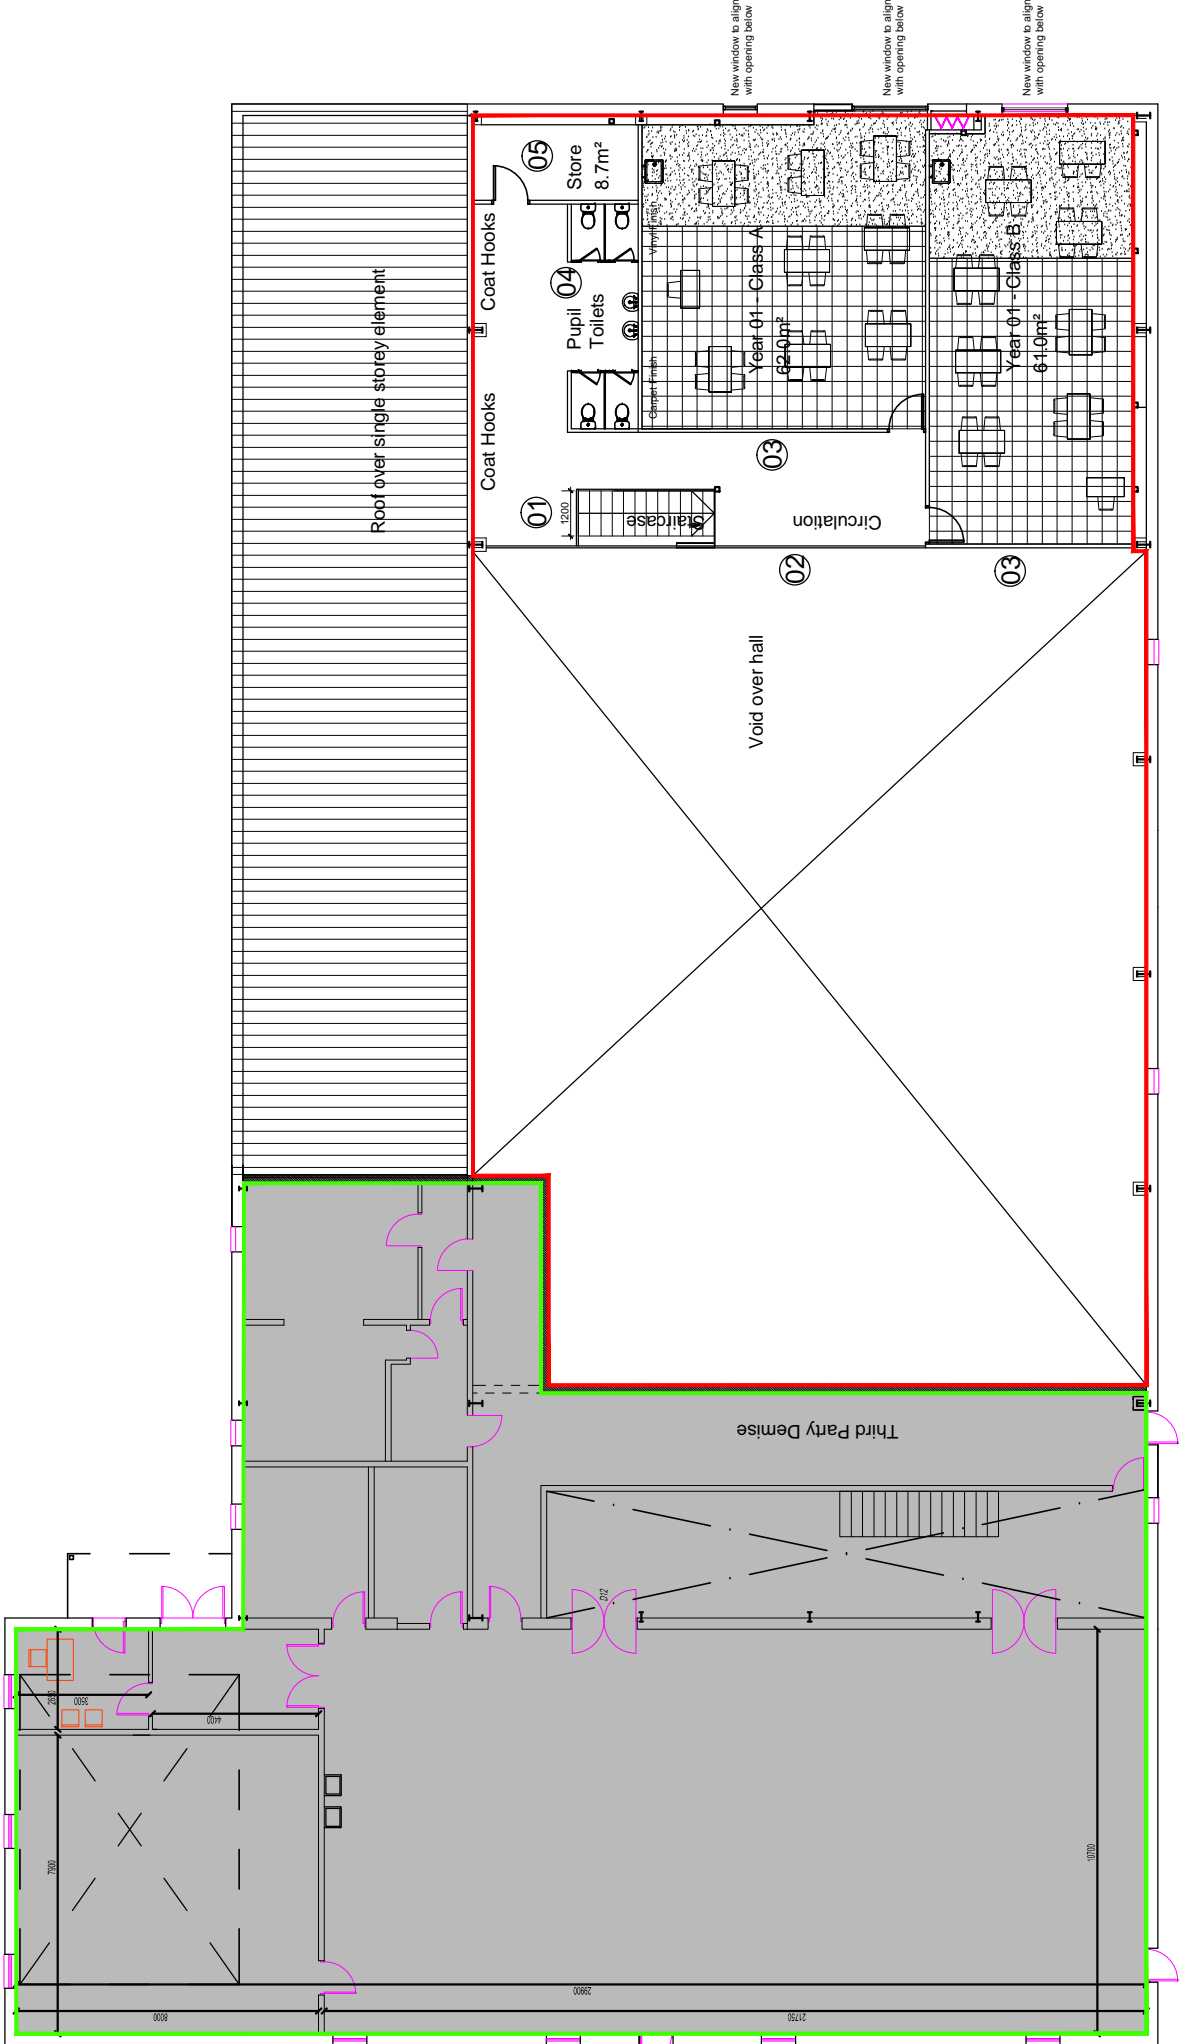 New window to align
with opening below
New window to align
with opening below
New window to align
with opening below
Roof over single storey element
Coat Hooks
Coat Hooks
05
Store
8.7m²
04
Pupil
Toilets
Vinyl Finish
Carpet Finish
Year 01 - Class A
62.0m²
Year 01 - Class B
61.0m²
03
01
1200
Staircase
Circulation
02
03
Void over hall
Third Party Demise
D12
2650
3500
4400
7900
10700
29900
8000
21750